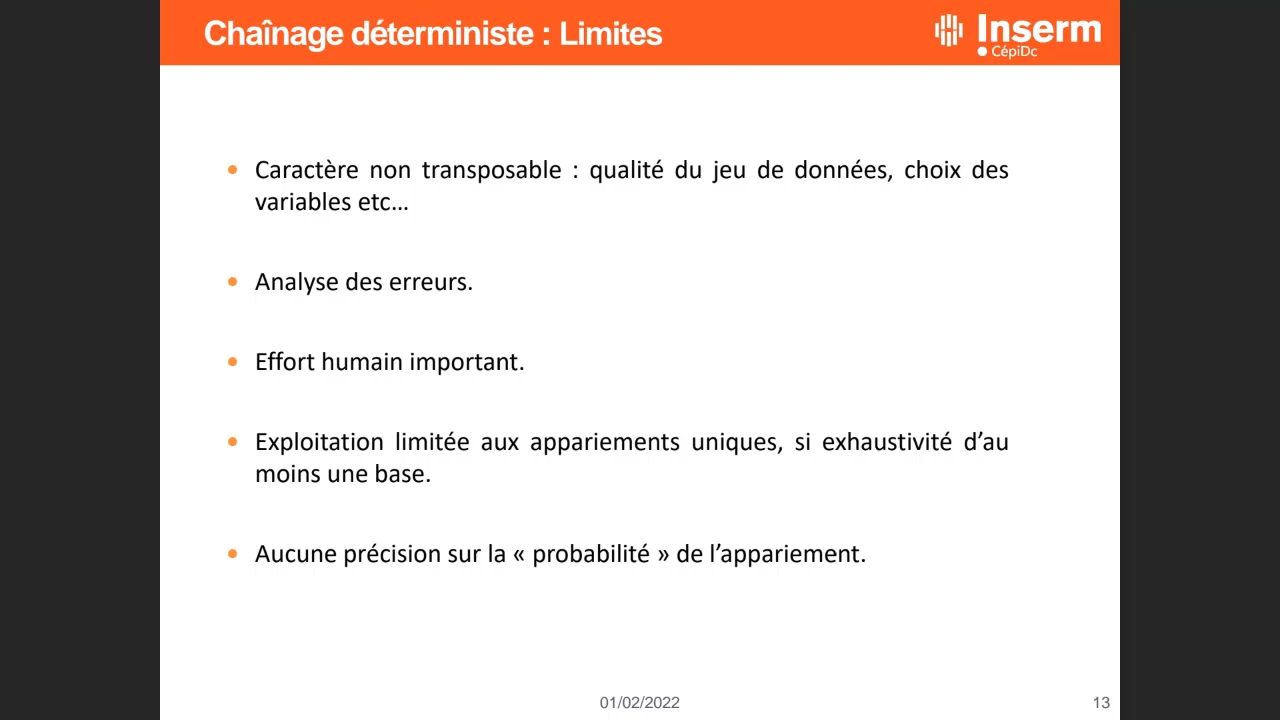 Chaînage déterministe : Limites
Inserm
CépiDc
Caractère non transposable : qualité du jeu de données, choix des
variables etc…
Analyse des erreurs.
Effort humain important.
Exploitation limitée aux appariements uniques, si exhaustivité d’au
moins une base.
Aucune précision sur la « probabilité » de l’appariement.
01/02/2022
13